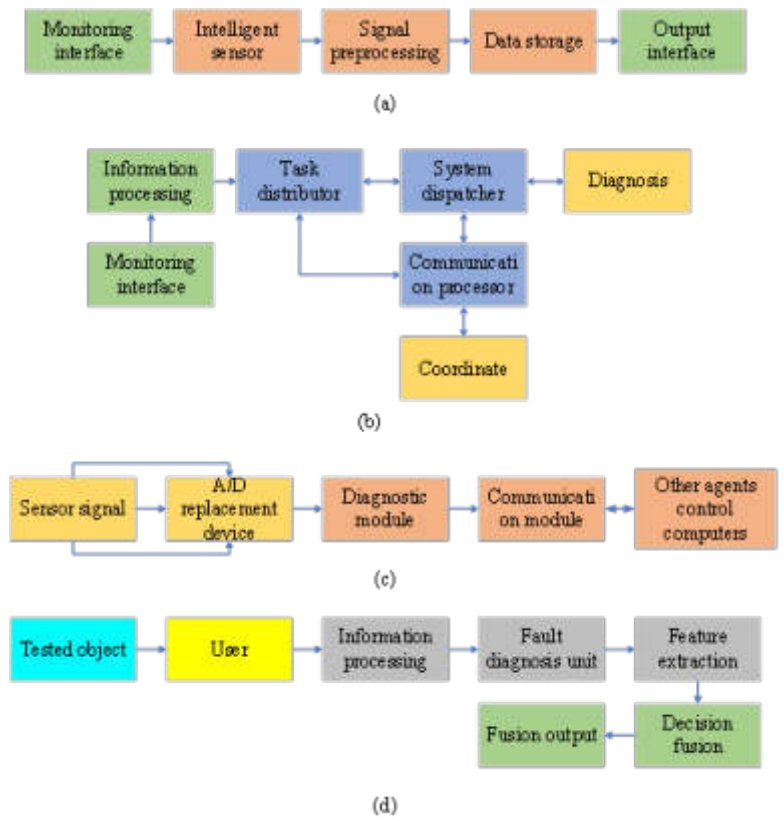 Monitoring
interface
Intelligent
sensor
Signal
preprocessing
Data storage
Output
interface
(a)
Information
processing
Task
distributor
System
dispatcher
Diagnosis
Monitoring
interface
Communicati
on processor
Coordinate
(b)
Sensor signal
A/D
replacement
device
Diagnostic
module
Communicati
on module
Other agents
control
computers
(c)
Tested object
User
Information
processing
Fault
diagnosis unit
Feature
extraction
Fusion output
Decision
fusion
(d)